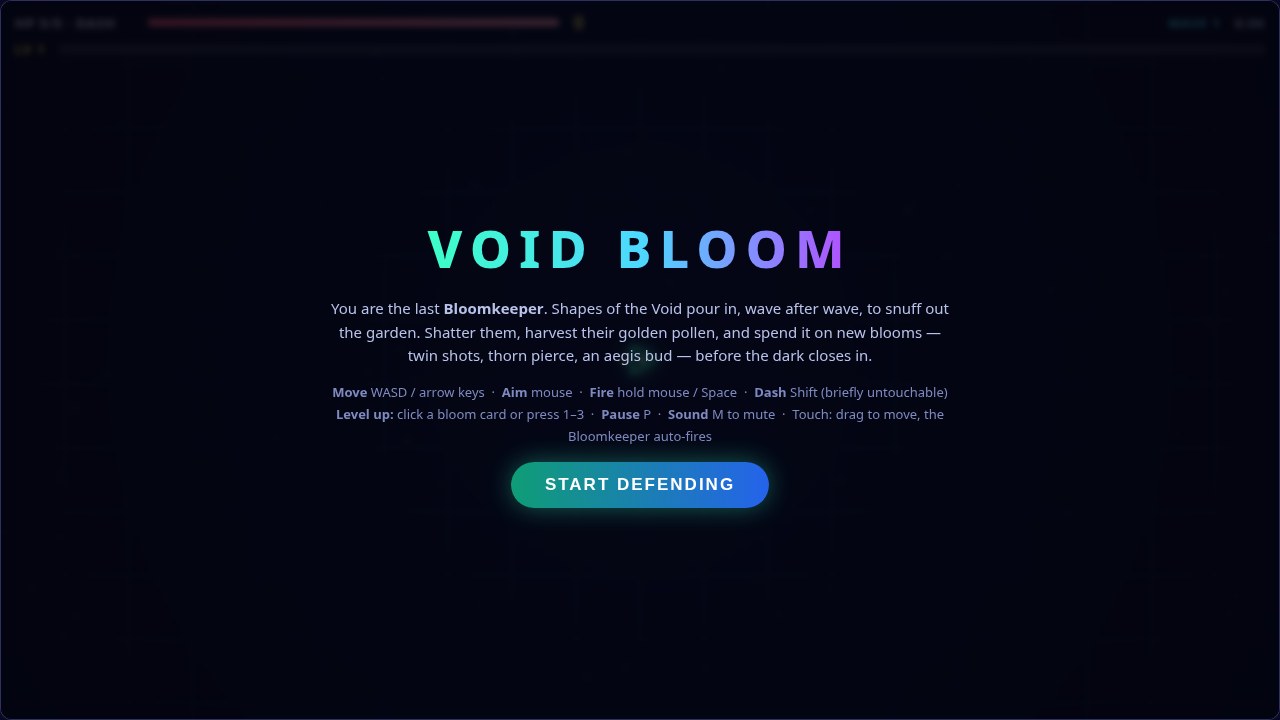 VOID BLOOM
You are the last Bloomkeeper. Shapes of the Void pour in, wave after wave, to snuff out
the garden. Shatter them, harvest their golden pollen, and spend it on new blooms —
twin shots, thorn pierce, an aegis bud — before the dark closes in.
Move WASD / arrow keys · Aim mouse · Fire hold mouse / Space · Dash Shift (briefly untouchable)
Level up: click a bloom card or press 1–3 · Pause P · Sound M to mute · Touch: drag to move, the
Bloomkeeper auto-fires
START DEFENDING